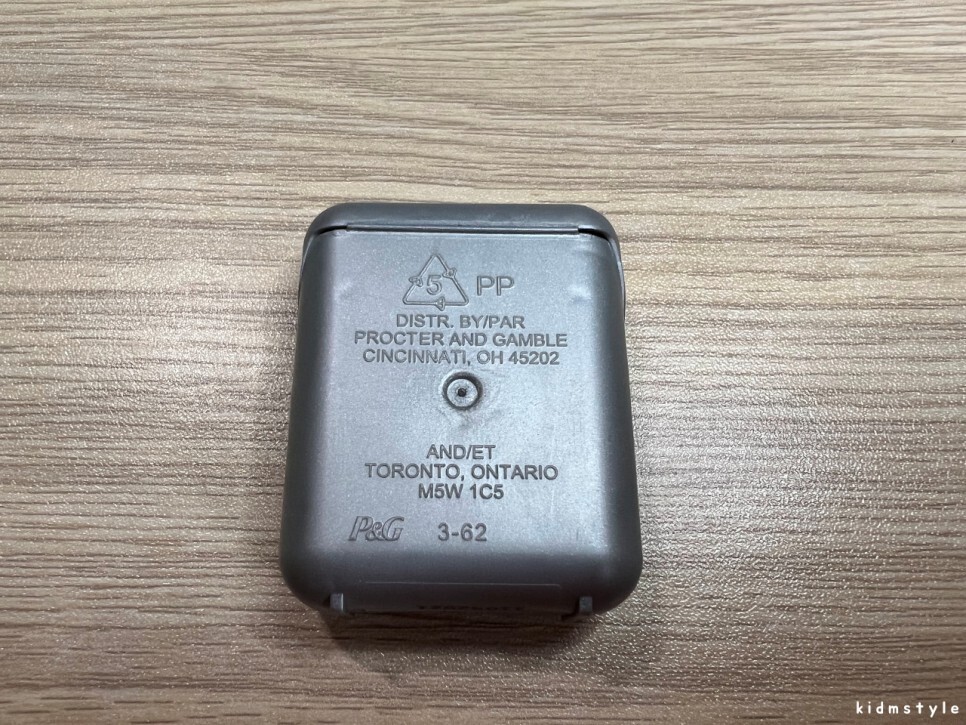 5 PP
DISTR. BY/PAR
PROCTER AND GAMBLE
CINCINNATI, OH 45202
AND/ET
TORONTO, ONTARIO
M5W 1C5
P&G 3-62
kidmstyle